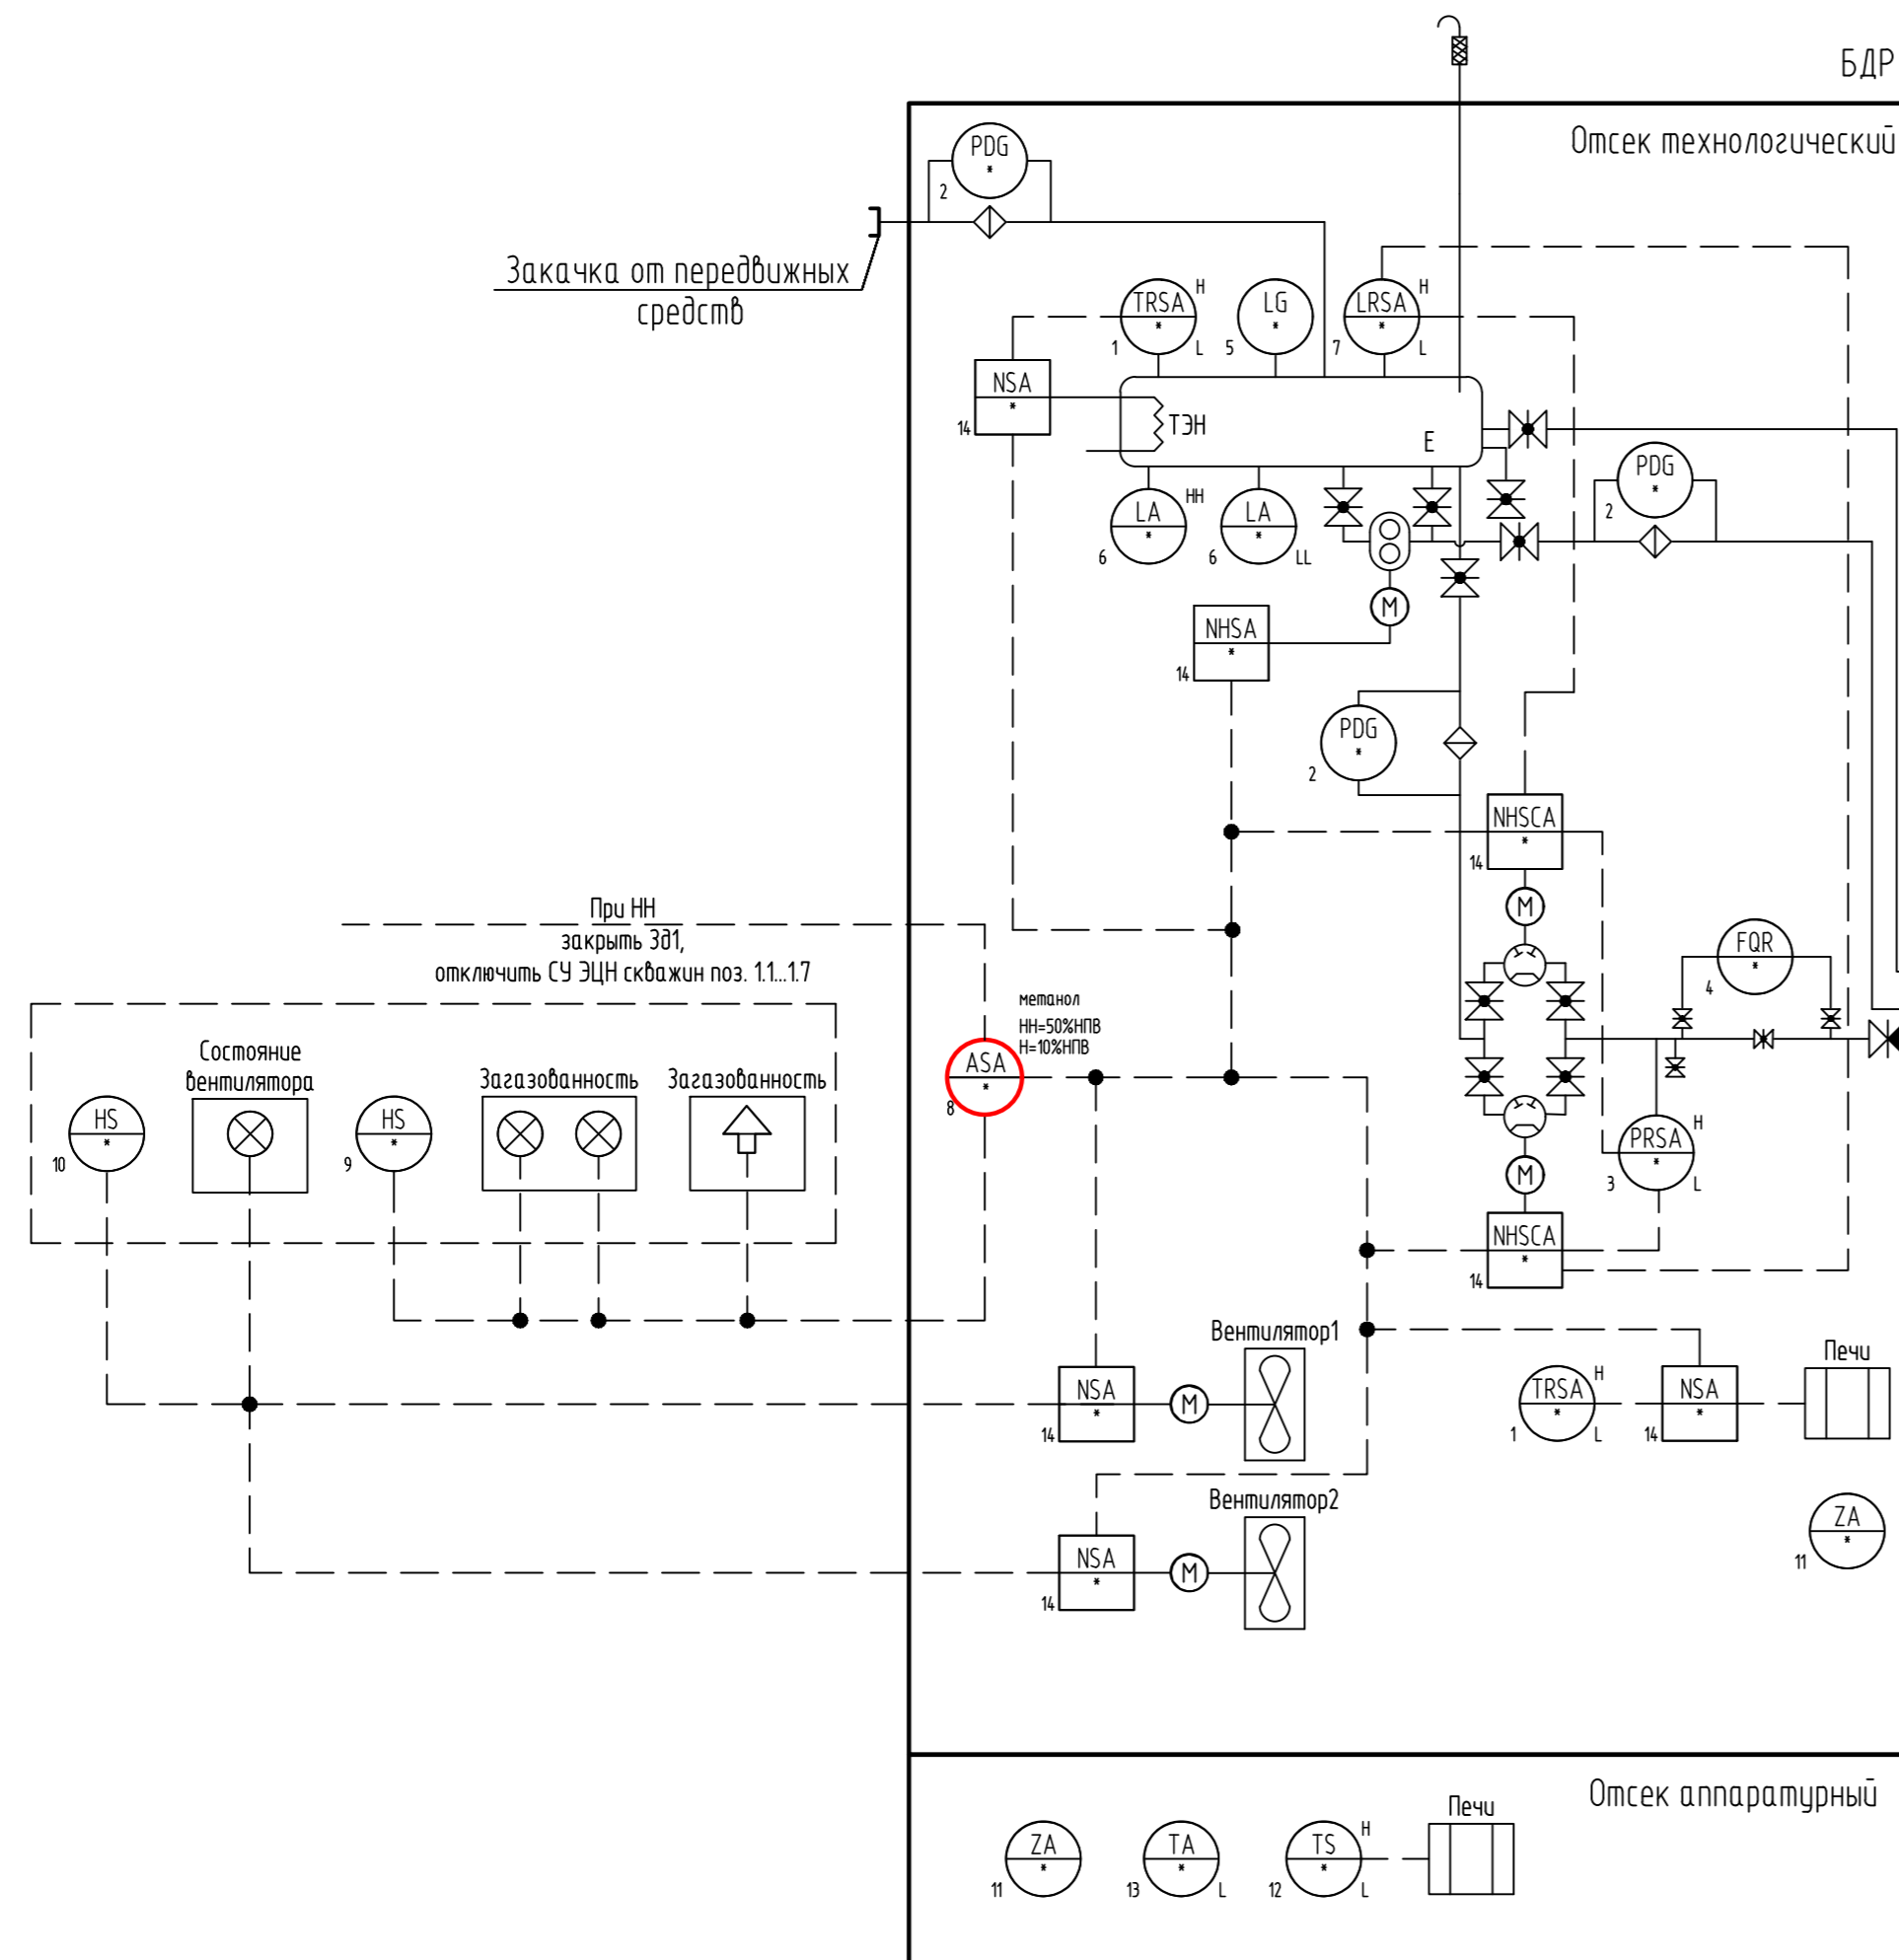 БДР
Отсек технологический
PDG
*
2
Закачка от передвижных
средств
TRSA
*
H
L
1
LG
*
5
LRSA
*
H
L
7
NSA
*
14
ТЭН
E
PDG
*
2
LA
*
HH
6
LA
*
LL
6
M
NHSA
*
14
PDG
*
2
NHSCA
*
14
M
При НН
закрыть Зд1,
отключить СУ ЭЦН скважин поз. 1.1...1.7
FQR
*
4
метанол
НН=50%НПВ
Н=10%НПВ
ASA
*
8
Состояние
вентилятора
Загазованность
Загазованность
HS
*
10
HS
*
9
PRSA
*
H
L
3
M
NHSCA
*
14
Вентилятор1
NSA
*
14
M
TRSA
*
H
L
1
NSA
*
14
Печи
Вентилятор2
NSA
*
14
M
ZA
*
11
Отсек аппаратурный
Печи
ZA
*
11
TA
*
L
13
TS
*
H
L
12